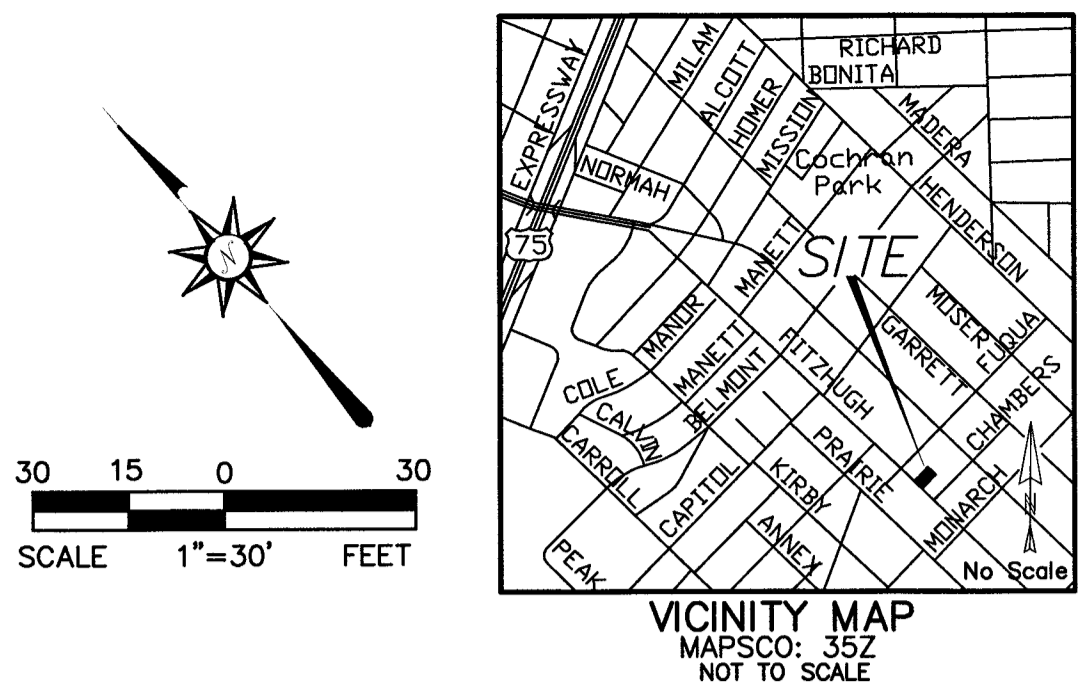 N
30 15 0 30
SCALE 1"=30' FEET
EXPRESSWAY
MILAM
ALCOTT
HOMER
MISSION
RICHARD
BONITA
MADERA
NORMAH
Cochran
Park
HENDERSON
75
MANETT
SITE
MOSER
FUQUA
GARRETT
CHAMBERS
MANOR
MANETT
BELMONT
FITZHUGH
COLE
CALVIN
CARROLL
CAPITOL
PRAIRIE
KIRBY
ANNEX
MONARCH
PEAK
N
No Scale
VICINITY MAP
MAPSCO: 35Z
NOT TO SCALE